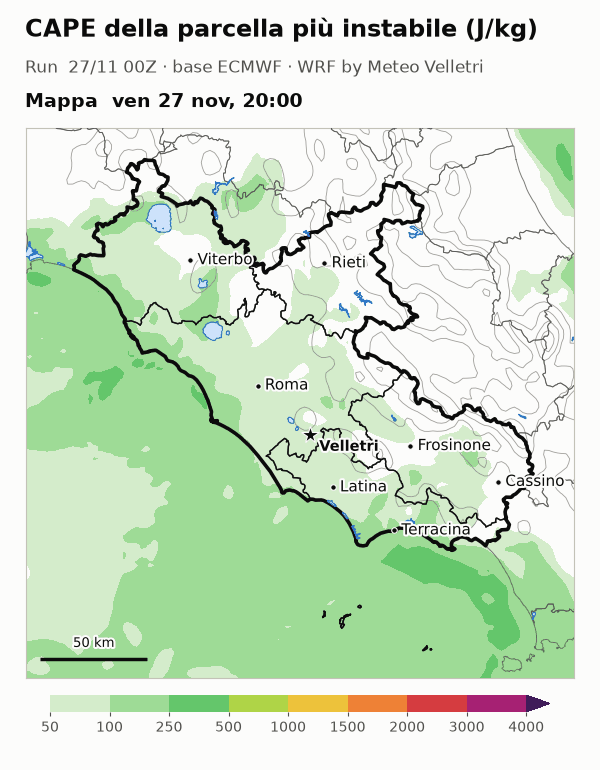 CAPE della parcella più instabile (J/kg)
Run  27/11 00Z · base ECMWF · WRF by Meteo Velletri
Mappa  ven 27 nov, 20:00
Viterbo
Rieti
Roma
Velletri
Frosinone
Cassino
Latina
Terracina
50 km
50 100 250 500 1000 1500 2000 3000 4000